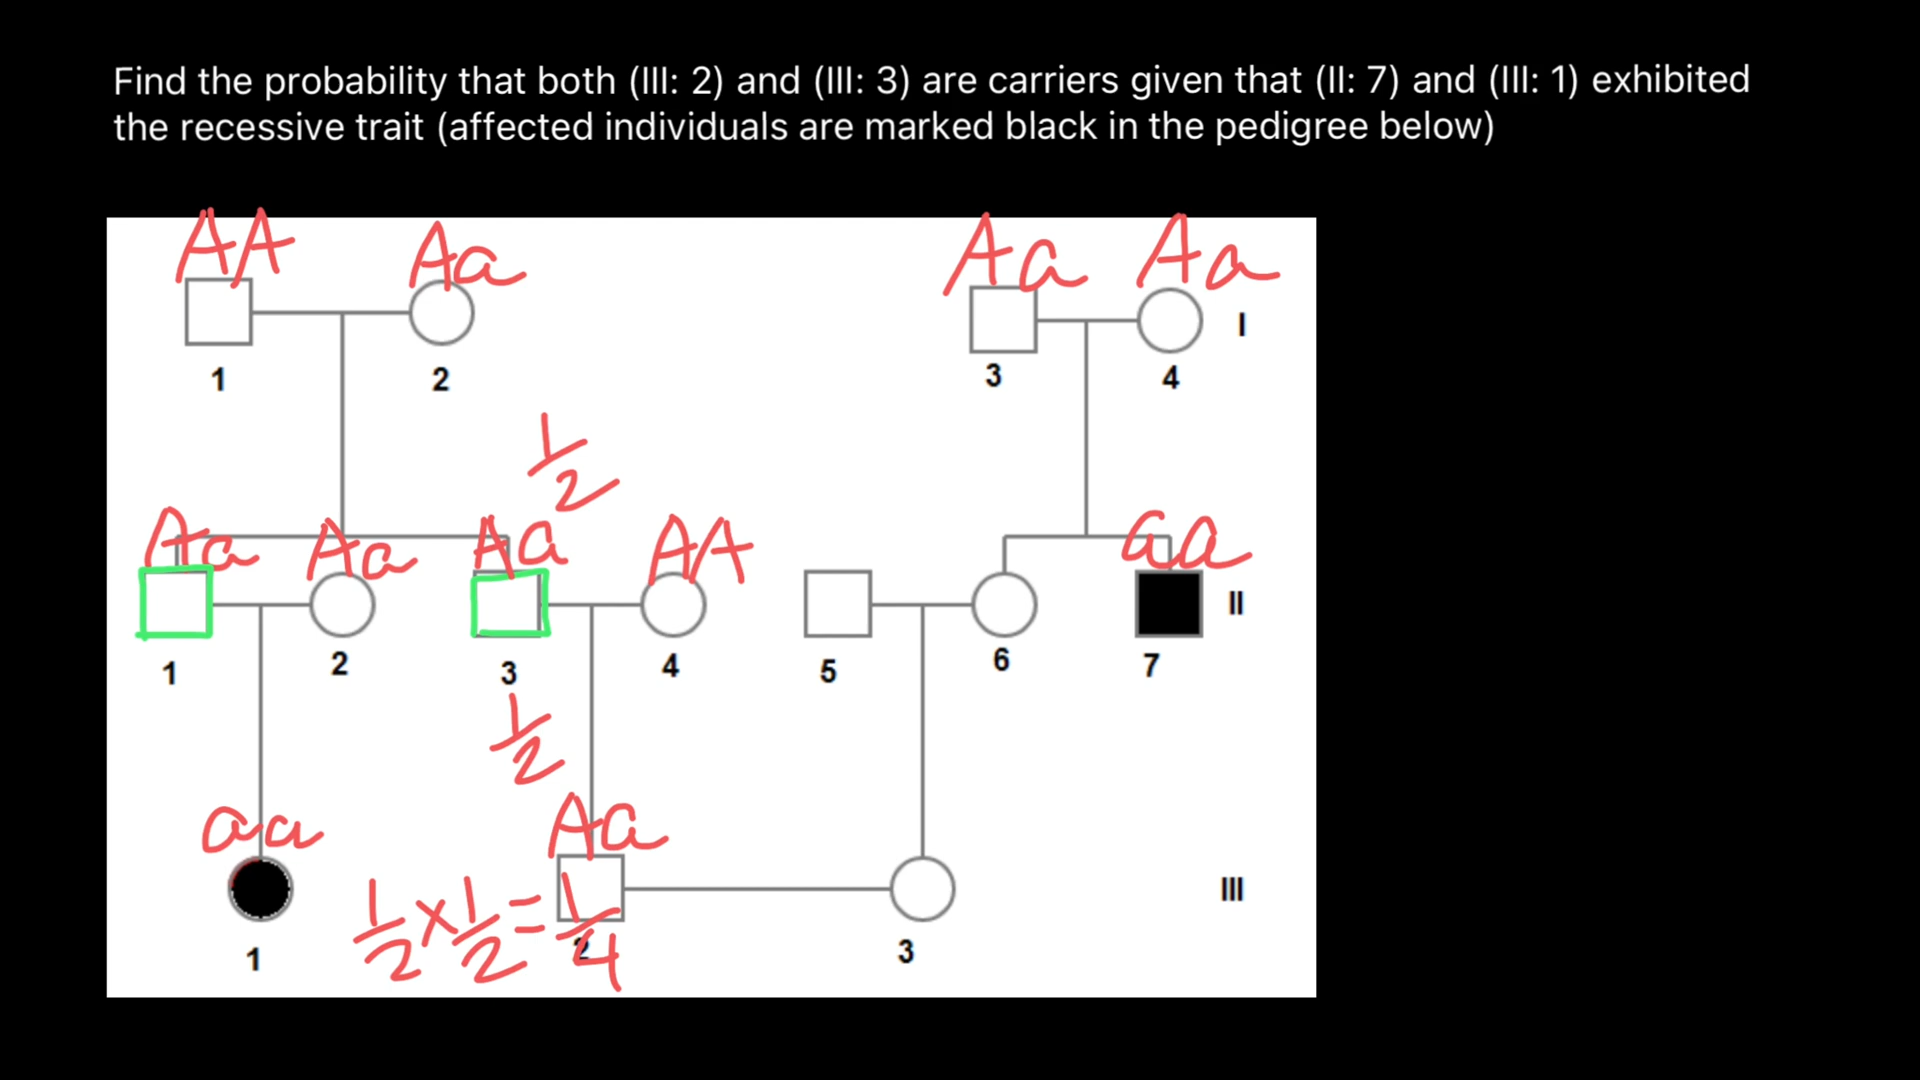 Find the probability that both (III: 2) and (III: 3) are carriers given that (II: 7) and (III: 1) exhibited
the recessive trait (affected individuals are marked black in the pedigree below)
AA Aa Aa Aa
I
1 2 3 4
1/2
Aa Aa Aa AA aa
II
1 2 3 4 5 6 7
1/2
aa Aa
III
1/2 × 1/2 = 1/4
1 2 3